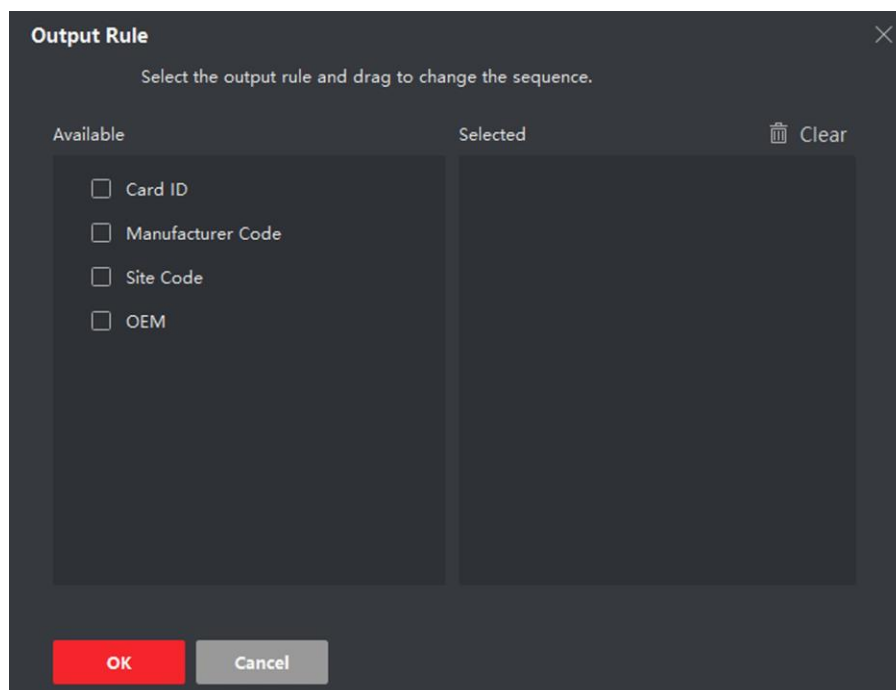 Output Rule
Select the output rule and drag to change the sequence.
Available
Selected
Clear
Card ID
Manufacturer Code
Site Code
OEM
OK
Cancel